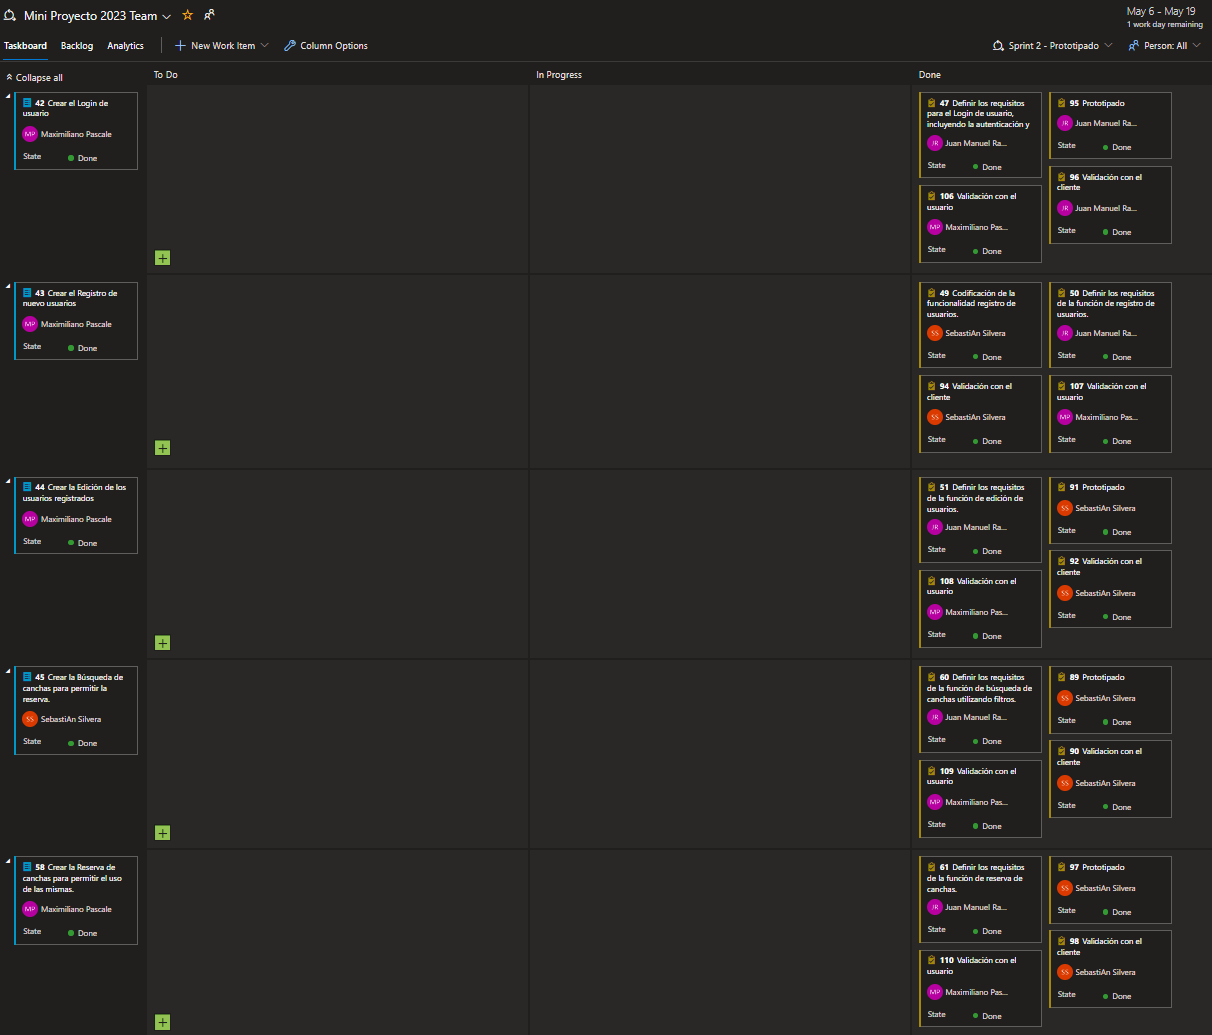 Mini Proyecto 2023 Team
May 6 - May 19
1 work day remaining
Taskboard Backlog Analytics New Work Item Column Options Sprint 2 - Prototipado Person: All
Collapse all To Do In Progress Done
42 Crear el Login de
usuario
MP Maximiliano Pascale
State Done
47 Definir los requisitos
para el Login de usuario,
incluyendo la autenticación y
JR Juan Manuel Ra...
State Done
95 Prototipado
JR Juan Manuel Ra...
State Done
106 Validación con el
usuario
MP Maximiliano Pas...
State Done
96 Validación con el
cliente
JR Juan Manuel Ra...
State Done
43 Crear el Registro de
nuevo usuarios
MP Maximiliano Pascale
State Done
49 Codificación de la
funcionalidad registro de
usuarios.
SS SebastiAn Silvera
State Done
50 Definir los requisitos
de la función de registro de
usuarios.
JR Juan Manuel Ra...
State Done
94 Validación con el
cliente
SS SebastiAn Silvera
State Done
107 Validación con el
usuario
MP Maximiliano Pas...
State Done
44 Crear la Edición de los
usuarios registrados
MP Maximiliano Pascale
State Done
51 Definir los requisitos
de la función de edición de
usuarios.
JR Juan Manuel Ra...
State Done
91 Prototipado
SS SebastiAn Silvera
State Done
108 Validación con el
usuario
MP Maximiliano Pas...
State Done
92 Validación con el
cliente
SS SebastiAn Silvera
State Done
45 Crear la Búsqueda de
canchas para permitir la
reserva.
SS SebastiAn Silvera
State Done
60 Definir los requisitos
de la función de búsqueda de
canchas utilizando filtros.
JR Juan Manuel Ra...
State Done
89 Prototipado
SS SebastiAn Silvera
State Done
109 Validación con el
usuario
MP Maximiliano Pas...
State Done
90 Validacion con el
cliente
SS SebastiAn Silvera
State Done
58 Crear la Reserva de
canchas para permitir el uso
de las mismas.
MP Maximiliano Pascale
State Done
61 Definir los requisitos
de la función de reserva de
canchas.
JR Juan Manuel Ra...
State Done
97 Prototipado
SS SebastiAn Silvera
State Done
110 Validación con el
usuario
MP Maximiliano Pas...
State Done
98 Validación con el
cliente
SS SebastiAn Silvera
State Done